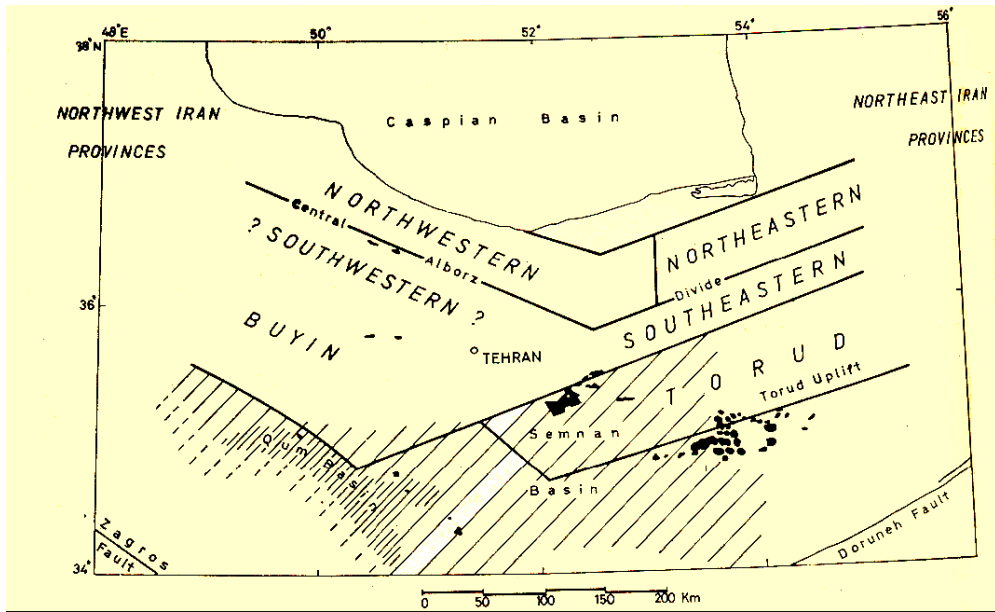 48°E
50°
52°
54°
56°
38°N
NORTHWEST IRAN
PROVINCES
Caspian Basin
NORTHEAST IRAN
PROVINCES
NORTHWESTERN
Central Alborz Divide
NORTHEASTERN
? SOUTHWESTERN ?
SOUTHEASTERN
36°
BUYIN
TEHRAN
TORUD
Torud Uplift
Semnan
Basin
Qum Basin
Doruneh Fault
Zagros
Fault
34°
0 50 100 150 200 Km